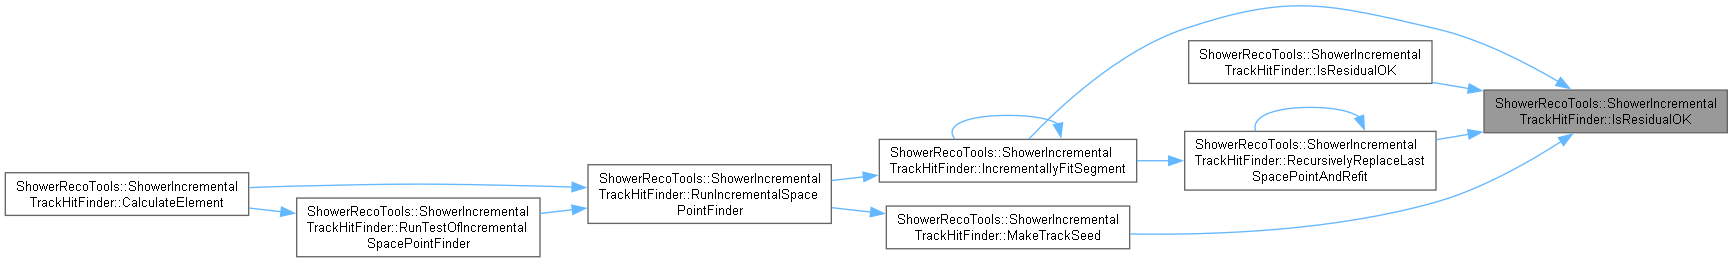 ShowerRecoTools::ShowerIncremental
TrackHitFinder::CalculateElement
ShowerRecoTools::ShowerIncremental
TrackHitFinder::RunTestOfIncremental
SpacePointFinder
ShowerRecoTools::ShowerIncremental
TrackHitFinder::RunIncrementalSpace
PointFinder
ShowerRecoTools::ShowerIncremental
TrackHitFinder::IncrementallyFitSegment
ShowerRecoTools::ShowerIncremental
TrackHitFinder::MakeTrackSeed
ShowerRecoTools::ShowerIncremental
TrackHitFinder::IsResidualOK
ShowerRecoTools::ShowerIncremental
TrackHitFinder::RecursivelyReplaceLast
SpacePointAndRefit
ShowerRecoTools::ShowerIncremental
TrackHitFinder::IsResidualOK